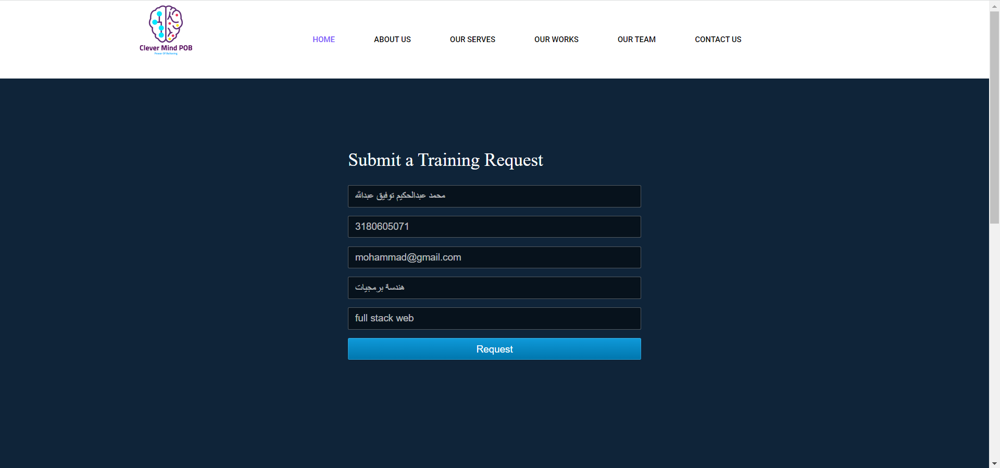 Clever Mind POB
Power Of Believing
HOME
ABOUT US
OUR SERVES
OUR WORKS
OUR TEAM
CONTACT US
Submit a Training Request
محمد عبدالحكيم توفيق عبدالله
3180605071
mohammad@gmail.com
هندسة برمجيات
full stack web
Request